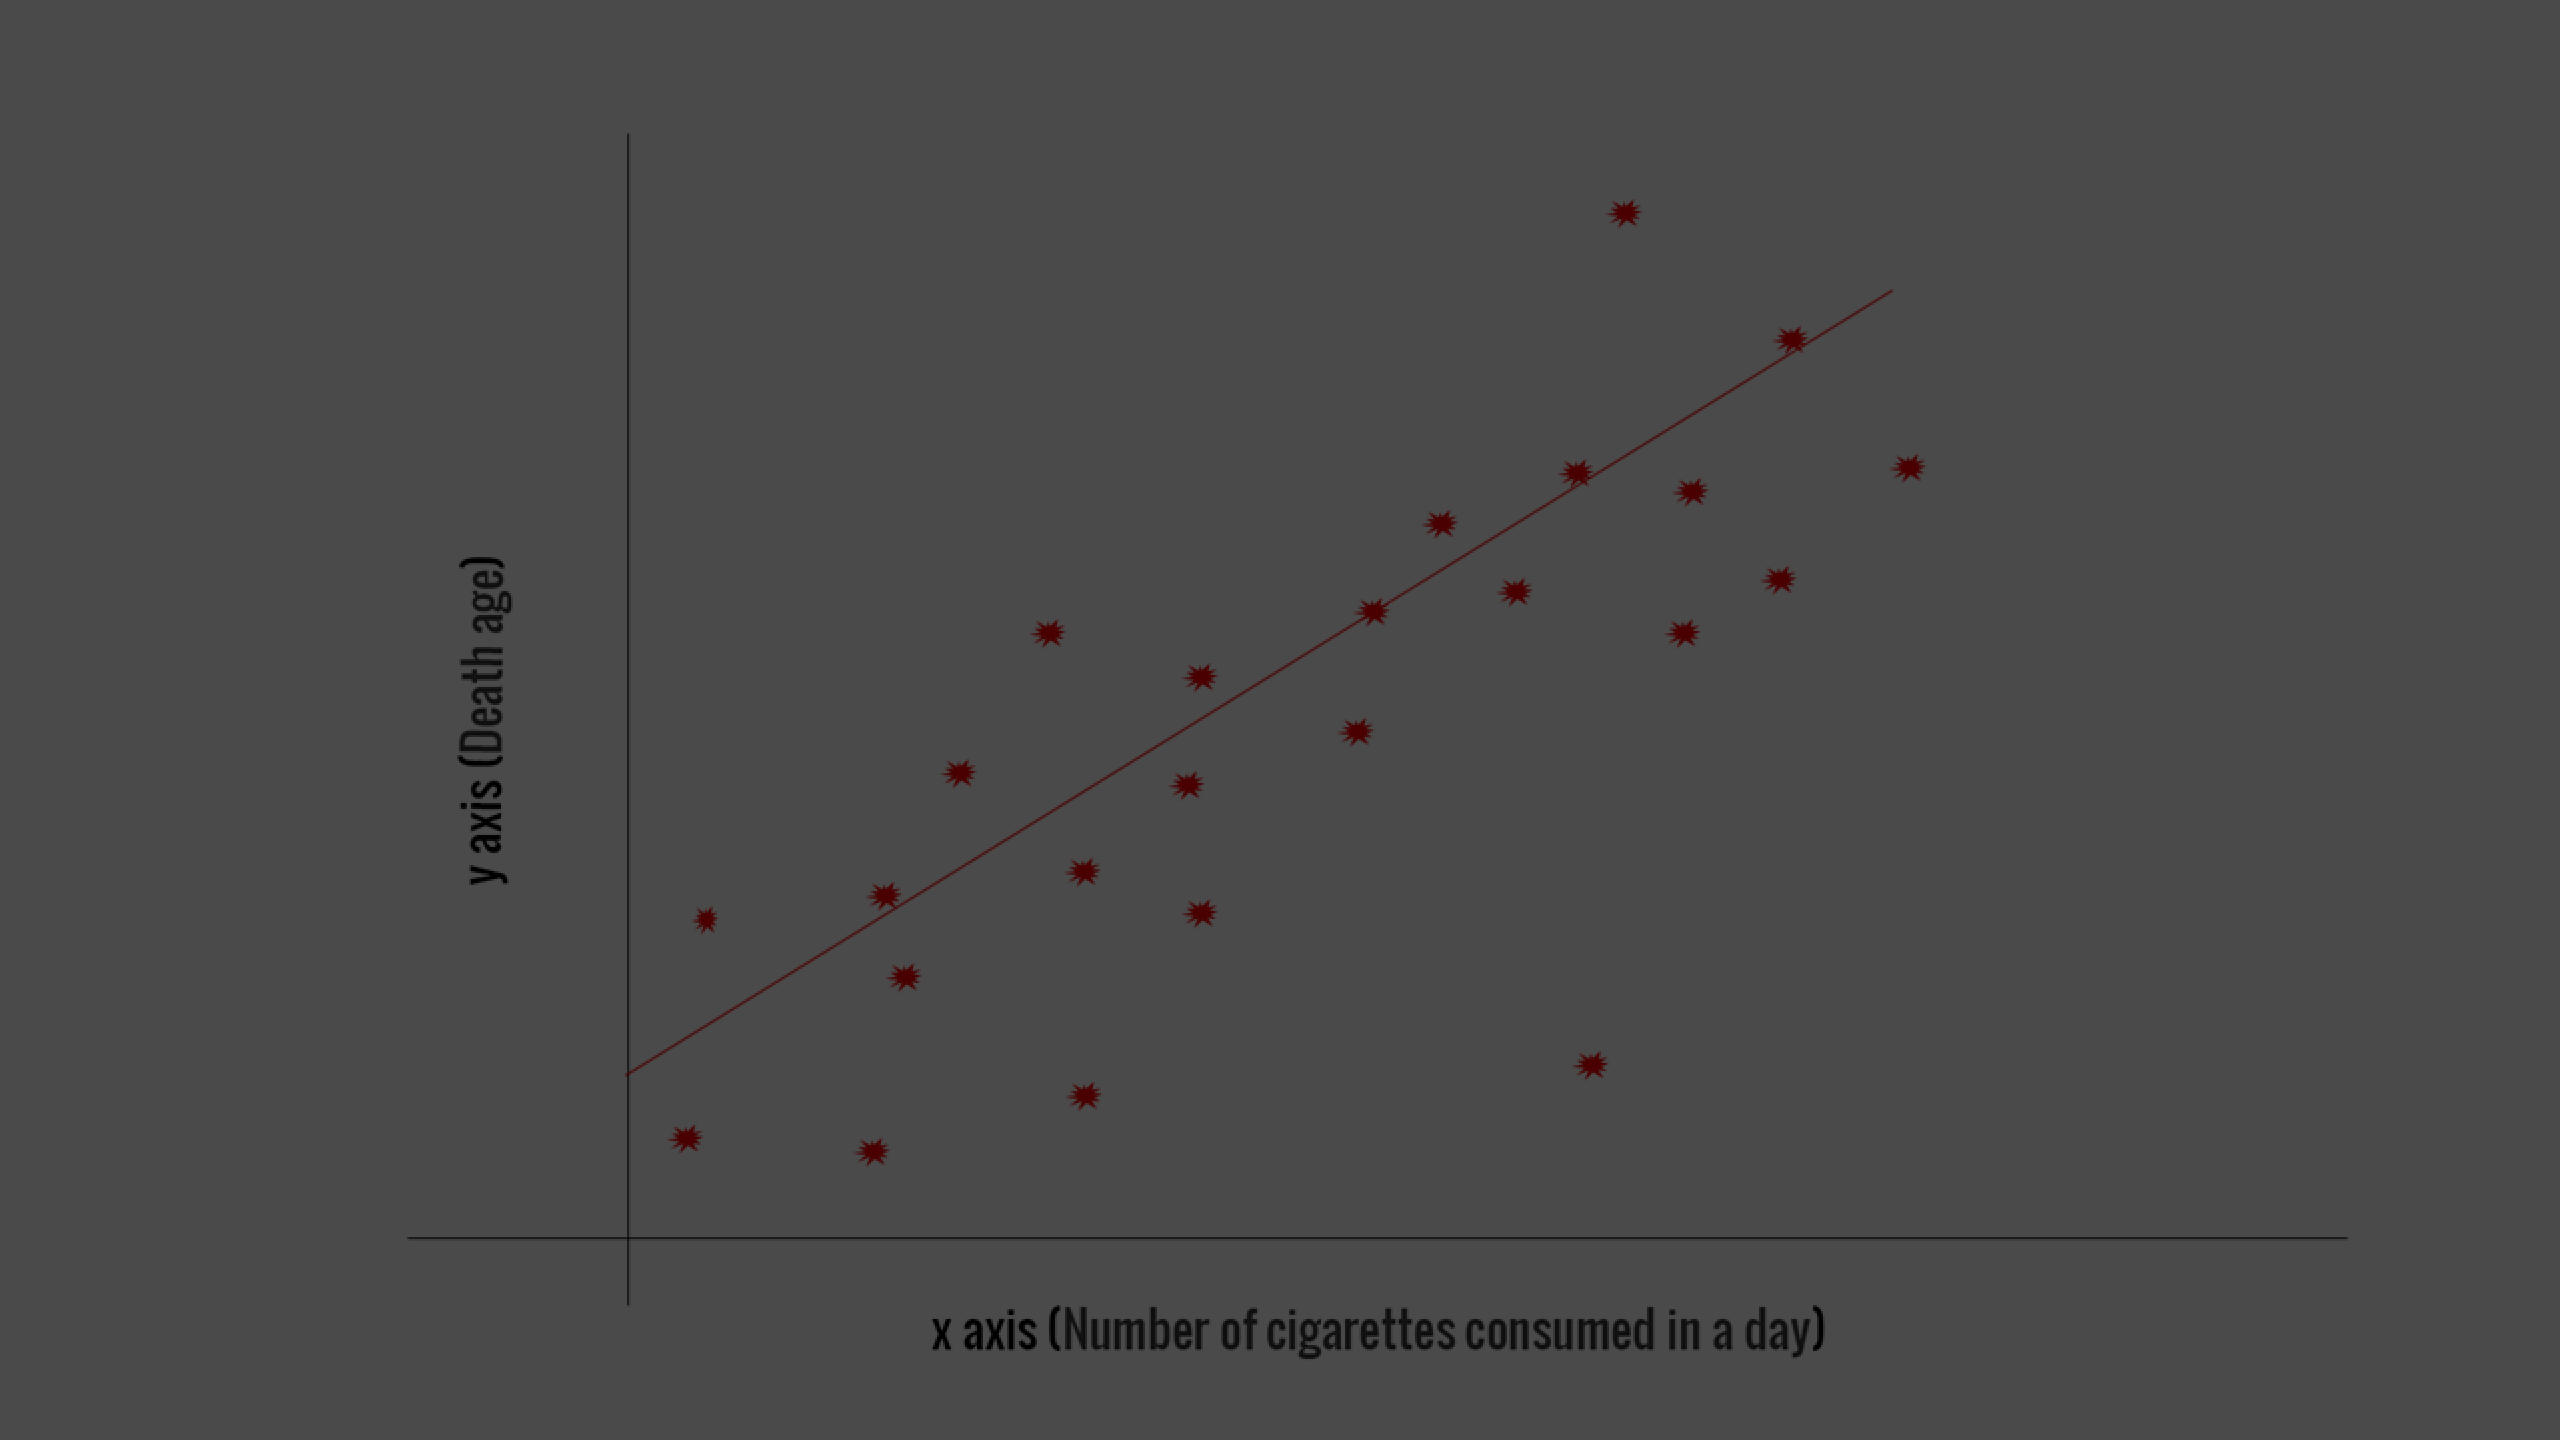 y axis (Death age)
x axis (Number of cigarettes consumed in a day)